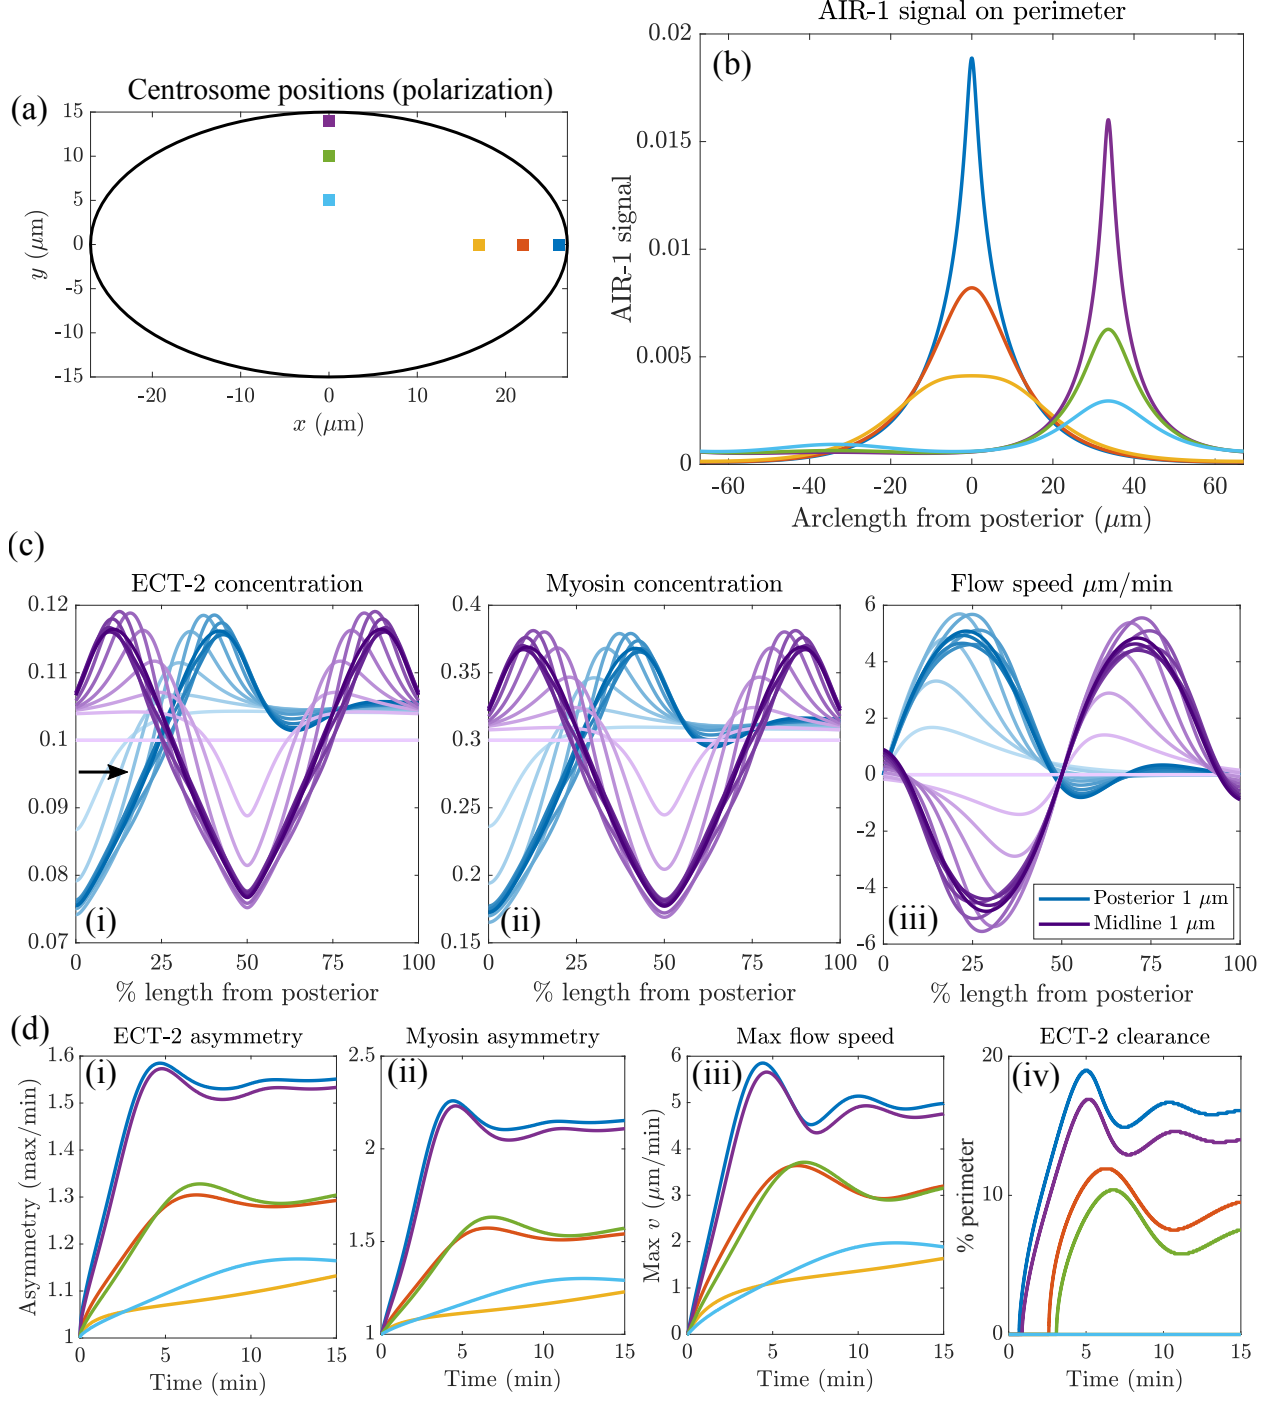 (a)
Centrosome positions (polarization)
15
10
5
0
-5
-10
-15
y (μm)
-20
-10
0
10
20
x (μm)
AIR-1 signal on perimeter
(b)
0.02
0.015
0.01
0.005
0
AIR-1 signal
-60
-40
-20
0
20
40
60
Arclength from posterior (μm)
(c)
ECT-2 concentration
0.12
0.11
0.1
0.09
0.08
0.07
(i)
0
25
50
75
100
% length from posterior
Myosin concentration
0.4
0.35
0.3
0.25
0.2
0.15
(ii)
0
25
50
75
100
% length from posterior
Flow speed μm/min
6
4
2
0
-2
-4
-6
(iii)
Posterior 1 μm
Midline 1 μm
0
25
50
75
100
% length from posterior
(d)
ECT-2 asymmetry
(i)
1.6
1.5
1.4
1.3
1.2
1.1
1
Asymmetry (max/min)
0
5
10
15
Time (min)
Myosin asymmetry
(ii)
2.5
2
1.5
1
0
5
10
15
Time (min)
Max flow speed
(iii)
6
5
4
3
2
1
0
Max v (μm/min)
0
5
10
15
Time (min)
ECT-2 clearance
(iv)
20
10
0
% perimeter
0
5
10
15
Time (min)